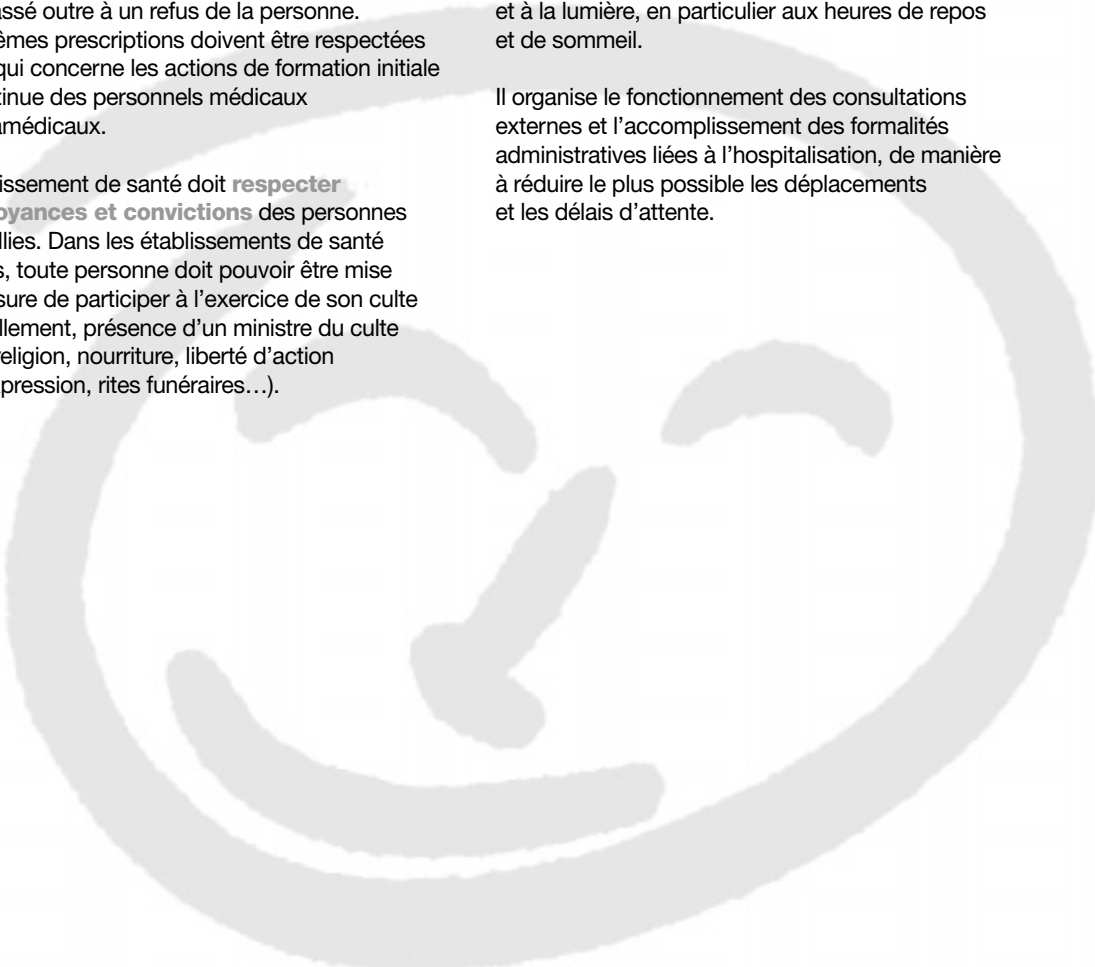 assé outre à un refus de la personne.
êmes prescriptions doivent être respectées
qui concerne les actions de formation initiale
tinue des personnels médicaux
amédicaux.
issement de santé doit respecter
oyances et convictions des personnes
llies. Dans les établissements de santé
s, toute personne doit pouvoir être mise
sure de participer à l’exercice de son culte
llement, présence d’un ministre du culte
religion, nourriture, liberté d’action
pression, rites funéraires…).
et à la lumière, en particulier aux heures de repos
et de sommeil.
Il organise le fonctionnement des consultations
externes et l’accomplissement des formalités
administratives liées à l’hospitalisation, de manière
à réduire le plus possible les déplacements
et les délais d’attente.